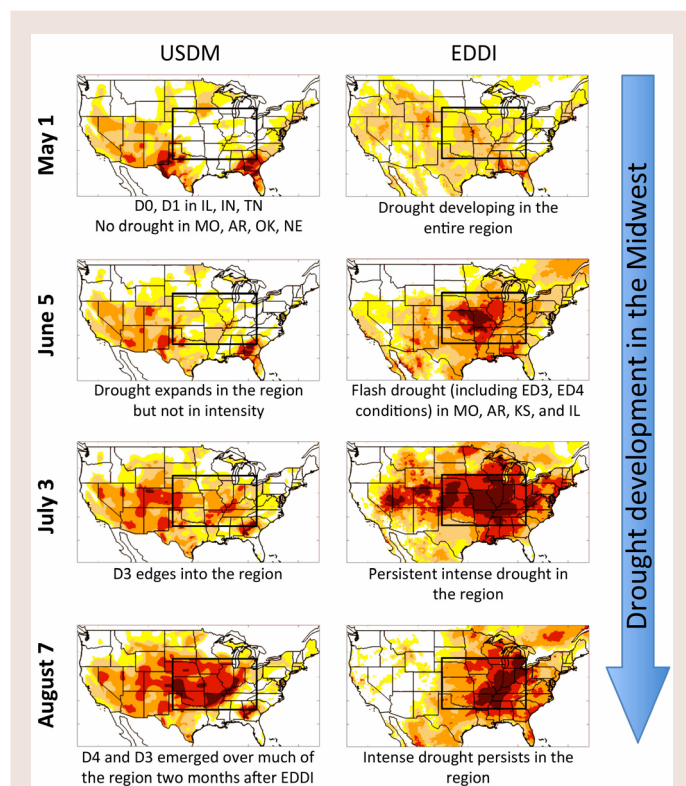 USDM
EDDI
May 1
D0, D1 in IL, IN, TN
No drought in MO, AR, OK, NE
Drought developing in the
entire region
June 5
Drought expands in the region
but not in intensity
Flash drought (including ED3, ED4
conditions) in MO, AR, KS, and IL
July 3
D3 edges into the region
Persistent intense drought in
the region
August 7
D4 and D3 emerged over much of
the region two months after EDDI
Intense drought persists in the
region
Drought development in the Midwest